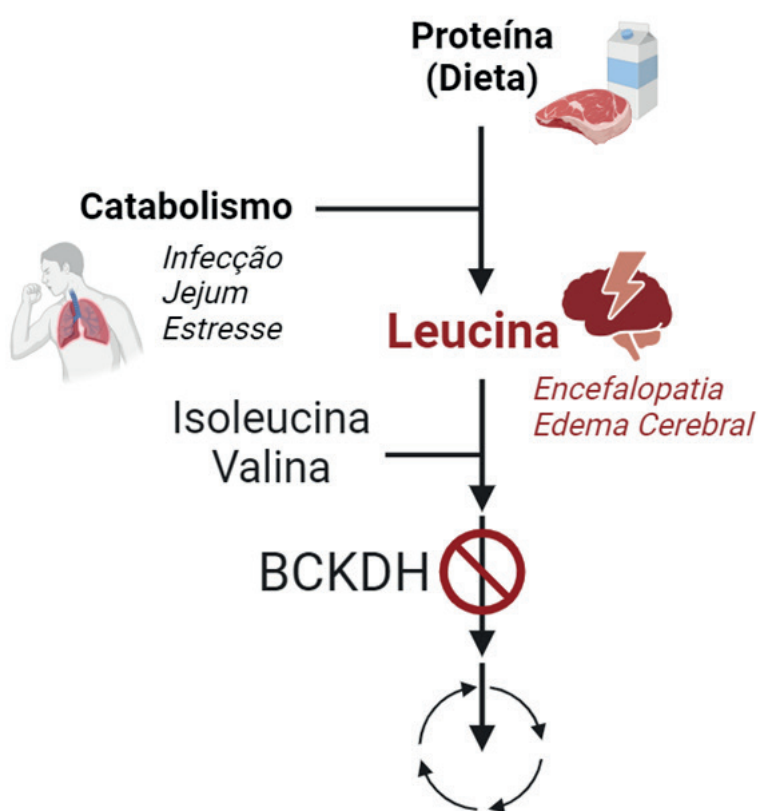 Proteína
(Dieta)
Catabolismo
Infecção
Jejum
Estresse
Leucina
Encefalopatia
Edema Cerebral
Isoleucina
Valina
BCKDH